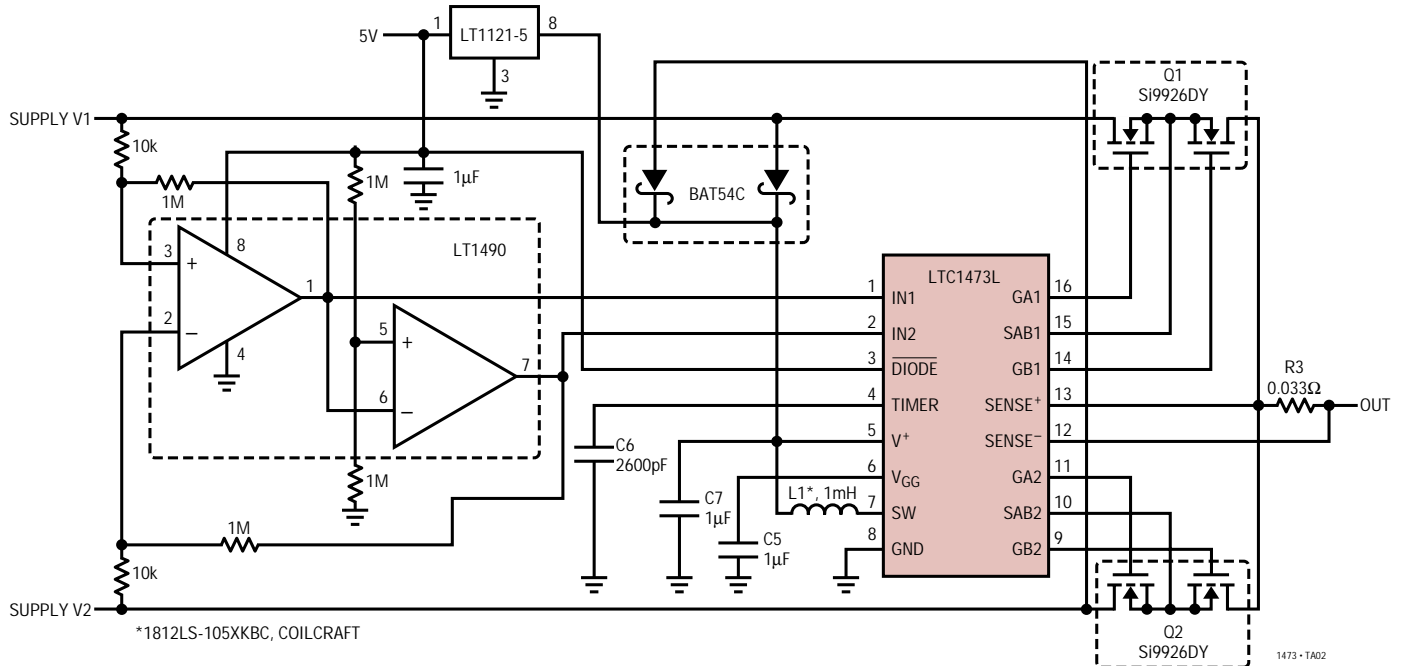 5V
1
LT1121-5
8
3
Q1
Si9926DY
SUPPLY V1
10k
1M
1M
1µF
BAT54C
LT1490
3
+
8
1
2
–
4
5
+
7
6
–
1M
1M
10k
SUPPLY V2
*1812LS-105XKBC, COILCRAFT
C6
2600pF
C7
1µF
C5
1µF
L1*, 1mH
LTC1473L
1
IN1
2
IN2
3
DIODE
4
TIMER
5
V+
6
VGG
7
SW
8
GND
16
GA1
15
SAB1
14
GB1
13
SENSE+
12
SENSE–
11
GA2
10
SAB2
9
GB2
R3
0.033Ω
OUT
Q2
Si9926DY
1473 • TA02